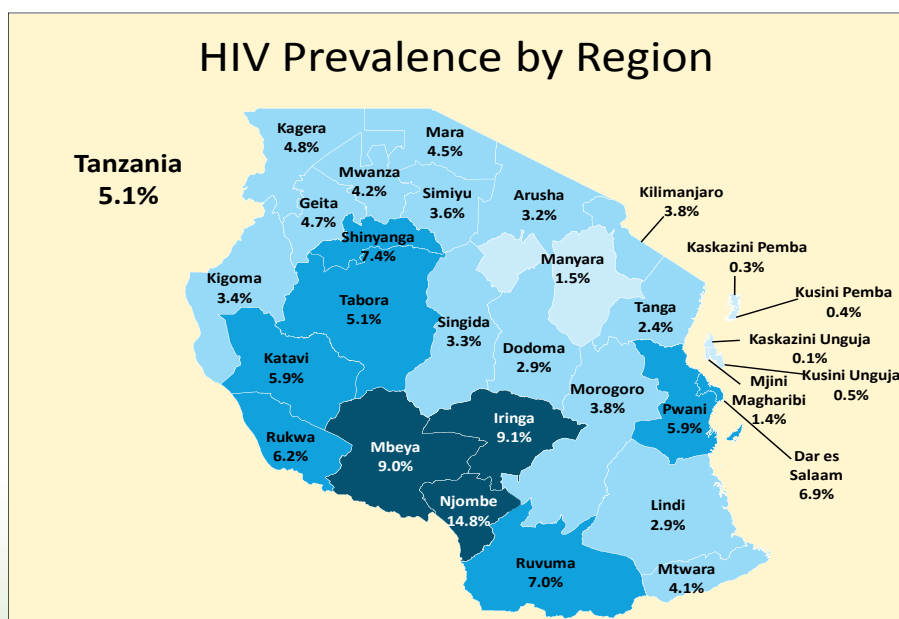 HIV Prevalence by Region
Tanzania
5.1%
Kagera
4.8%
Mara
4.5%
Mwanza
4.2%
Simiyu
3.6%
Arusha
3.2%
Kilimanjaro
3.8%
Geita
4.7%
Shinyanga
7.4%
Kaskazini Pemba
0.3%
Manyara
1.5%
Kigoma
3.4%
Kusini Pemba
0.4%
Tabora
5.1%
Tanga
2.4%
Singida
3.3%
Kaskazini Unguja
0.1%
Dodoma
2.9%
Katavi
5.9%
Kusini Unguja
0.5%
Mjini
Magharibi
1.4%
Morogoro
3.8%
Pwani
5.9%
Iringa
9.1%
Rukwa
6.2%
Mbeya
9.0%
Dar es
Salaam
6.9%
Njombe
14.8%
Lindi
2.9%
Ruvuma
7.0%
Mtwara
4.1%